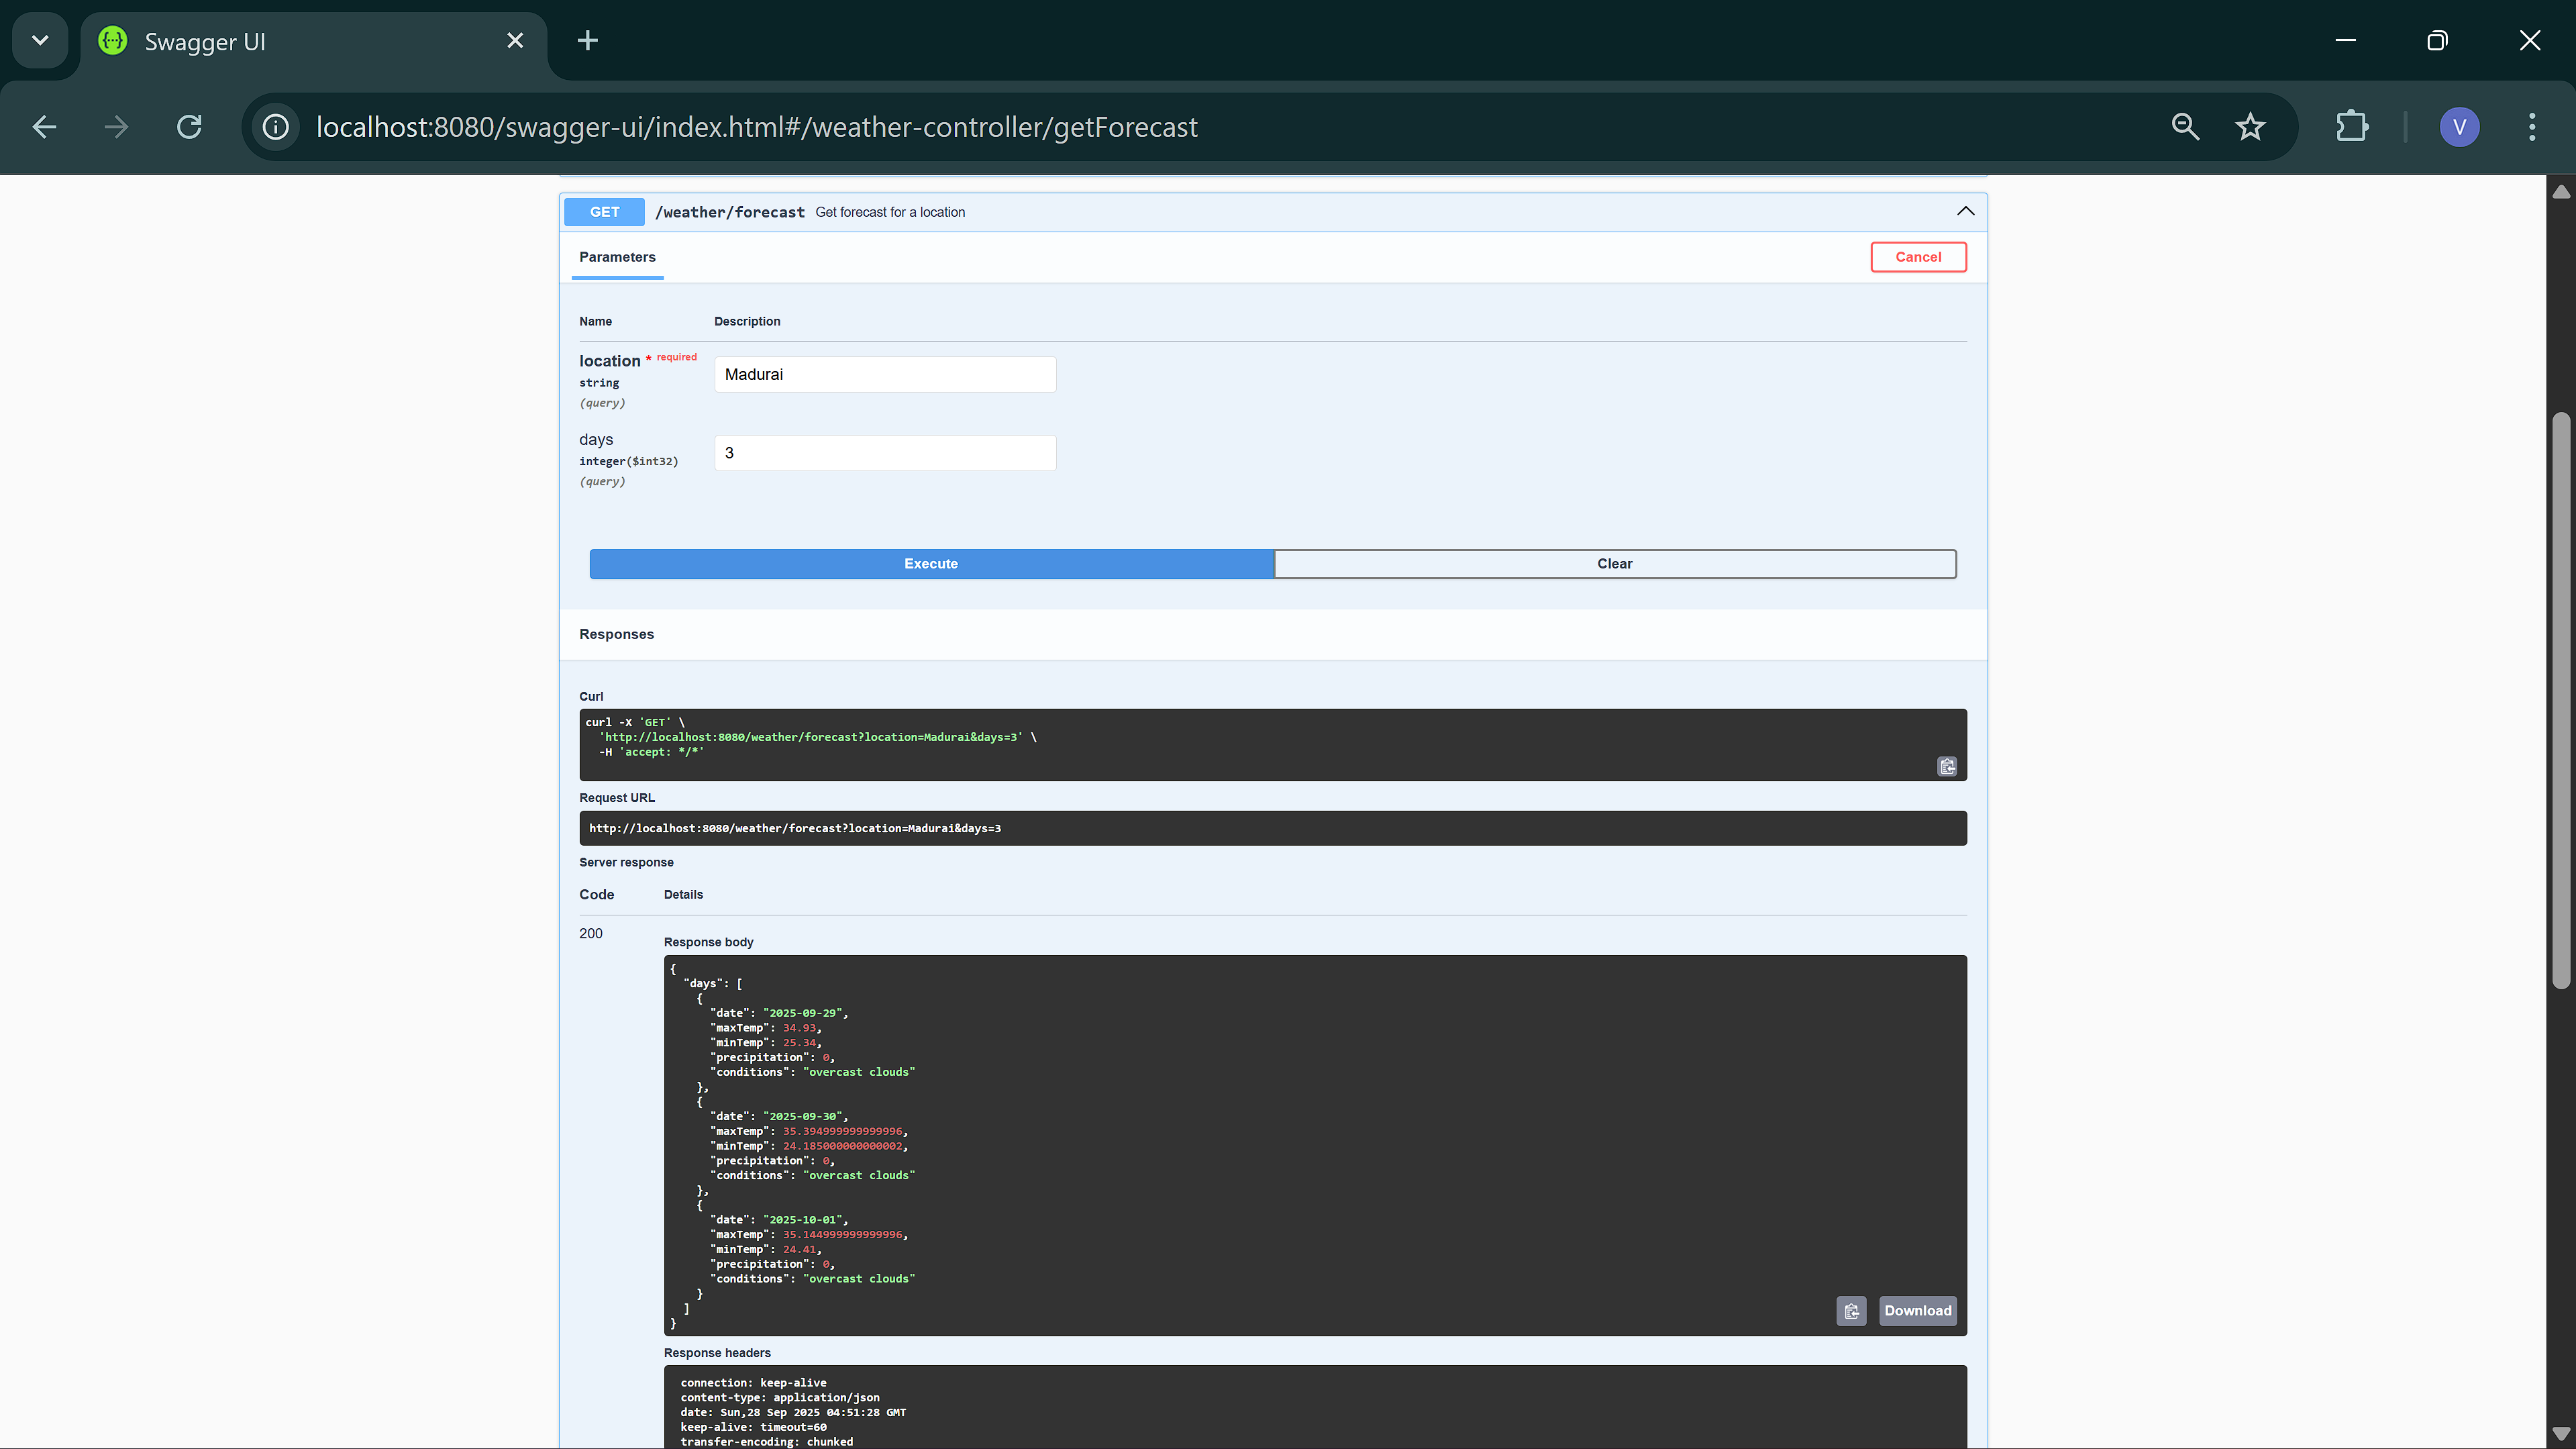 Swagger UI
localhost:8080/swagger-ui/index.html#/weather-controller/getForecast
V
GET /weather/forecast Get forecast for a location
Parameters
Cancel
Name Description
location * required
string
(query)
Madurai
days
integer($int32)
(query)
3
Execute Clear
Responses
Curl
curl -X 'GET' \
'http://localhost:8080/weather/forecast?location=Madurai&days=3' \
-H 'accept: */*'
Request URL
http://localhost:8080/weather/forecast?location=Madurai&days=3
Server response
Code Details
200
Response body
{
"days": [
{
"date": "2025-09-29",
"maxTemp": 34.93,
"minTemp": 25.34,
"precipitation": 0,
"conditions": "overcast clouds"
},
{
"date": "2025-09-30",
"maxTemp": 35.394999999999996,
"minTemp": 24.185000000000002,
"precipitation": 0,
"conditions": "overcast clouds"
},
{
"date": "2025-10-01",
"maxTemp": 35.144999999999996,
"minTemp": 24.41,
"precipitation": 0,
"conditions": "overcast clouds"
}
]
}
Download
Response headers
connection: keep-alive
content-type: application/json
date: Sun,28 Sep 2025 04:51:28 GMT
keep-alive: timeout=60
transfer-encoding: chunked